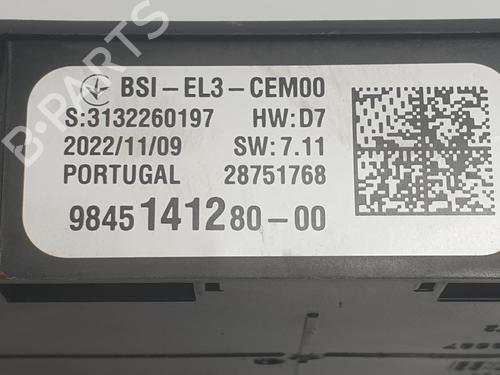 BSI-EL3-CEM00
S:3132260197 HW:D7
2022/11/09 SW:7.11
PORTUGAL 28751768
9845141280-00
B-PARTS